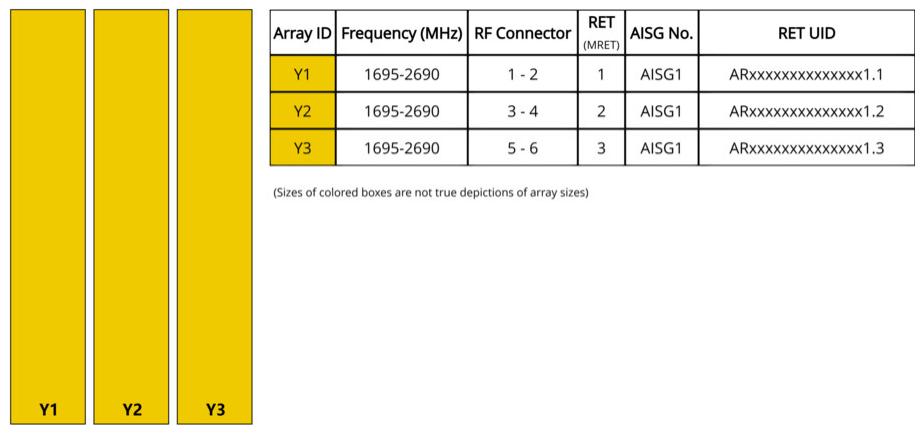 Array ID Frequency (MHz) RF Connector RET (MRET) AISG No. RET UID
Y1 1695-2690 1 - 2 1 AISG1 ARxxxxxxxxxxxxxx1.1
Y2 1695-2690 3 - 4 2 AISG1 ARxxxxxxxxxxxxxx1.2
Y3 1695-2690 5 - 6 3 AISG1 ARxxxxxxxxxxxxxx1.3
(Sizes of colored boxes are not true depictions of array sizes)
Y1 Y2 Y3